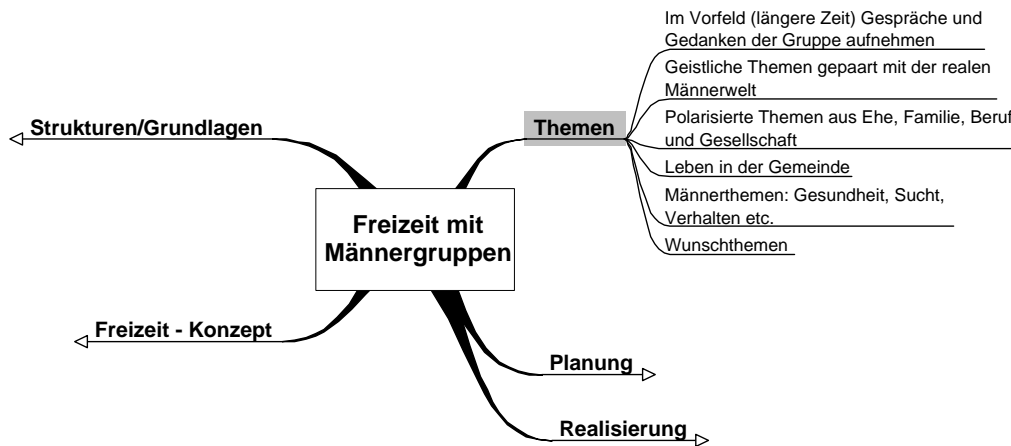 Freizeit mit
Männergruppen
Themen
Im Vorfeld (längere Zeit) Gespräche und
Gedanken der Gruppe aufnehmen
Geistliche Themen gepaart mit der realen
Männerwelt
Polarisierte Themen aus Ehe, Familie, Beruf
und Gesellschaft
Leben in der Gemeinde
Männerthemen: Gesundheit, Sucht,
Verhalten etc.
Wunschthemen
Planung
Realisierung
Freizeit - Konzept
Strukturen/Grundlagen